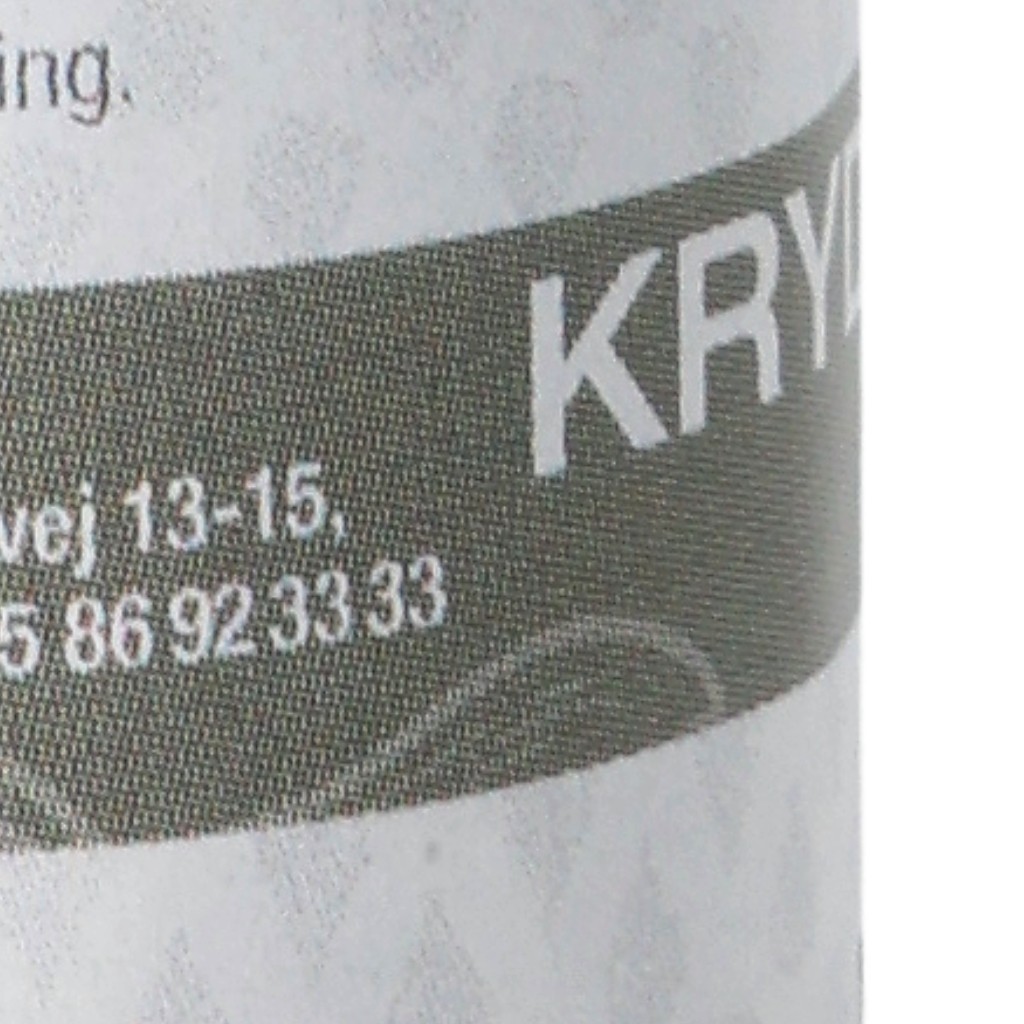 ing.
KRY
vej 13-15,
5 86 92 33 33